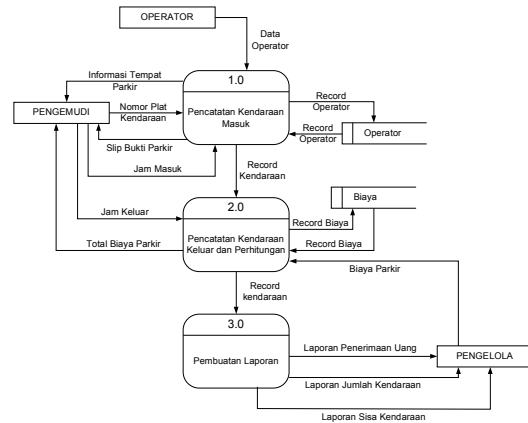 OPERATOR
Data
Operator
Informasi Tempat
Parkir
1.0
Record
Operator
PENGEMUDI
Nomor Plat
Kendaraan
Pencatatan Kendaraan
Masuk
Record
Operator
Operator
Slip Bukti Parkir
Jam Masuk
Record
Kendaraan
2.0
Biaya
Jam Keluar
Record Biaya
Pencatatan Kendaraan
Keluar dan Perhitungan
Total Biaya Parkir
Record Biaya
Biaya Parkir
Record
kendaraan
3.0
Laporan Penerimaan Uang
Pembuatan Laporan
PENGELOLA
Laporan Jumlah Kendaraan
Laporan Sisa Kendaraan